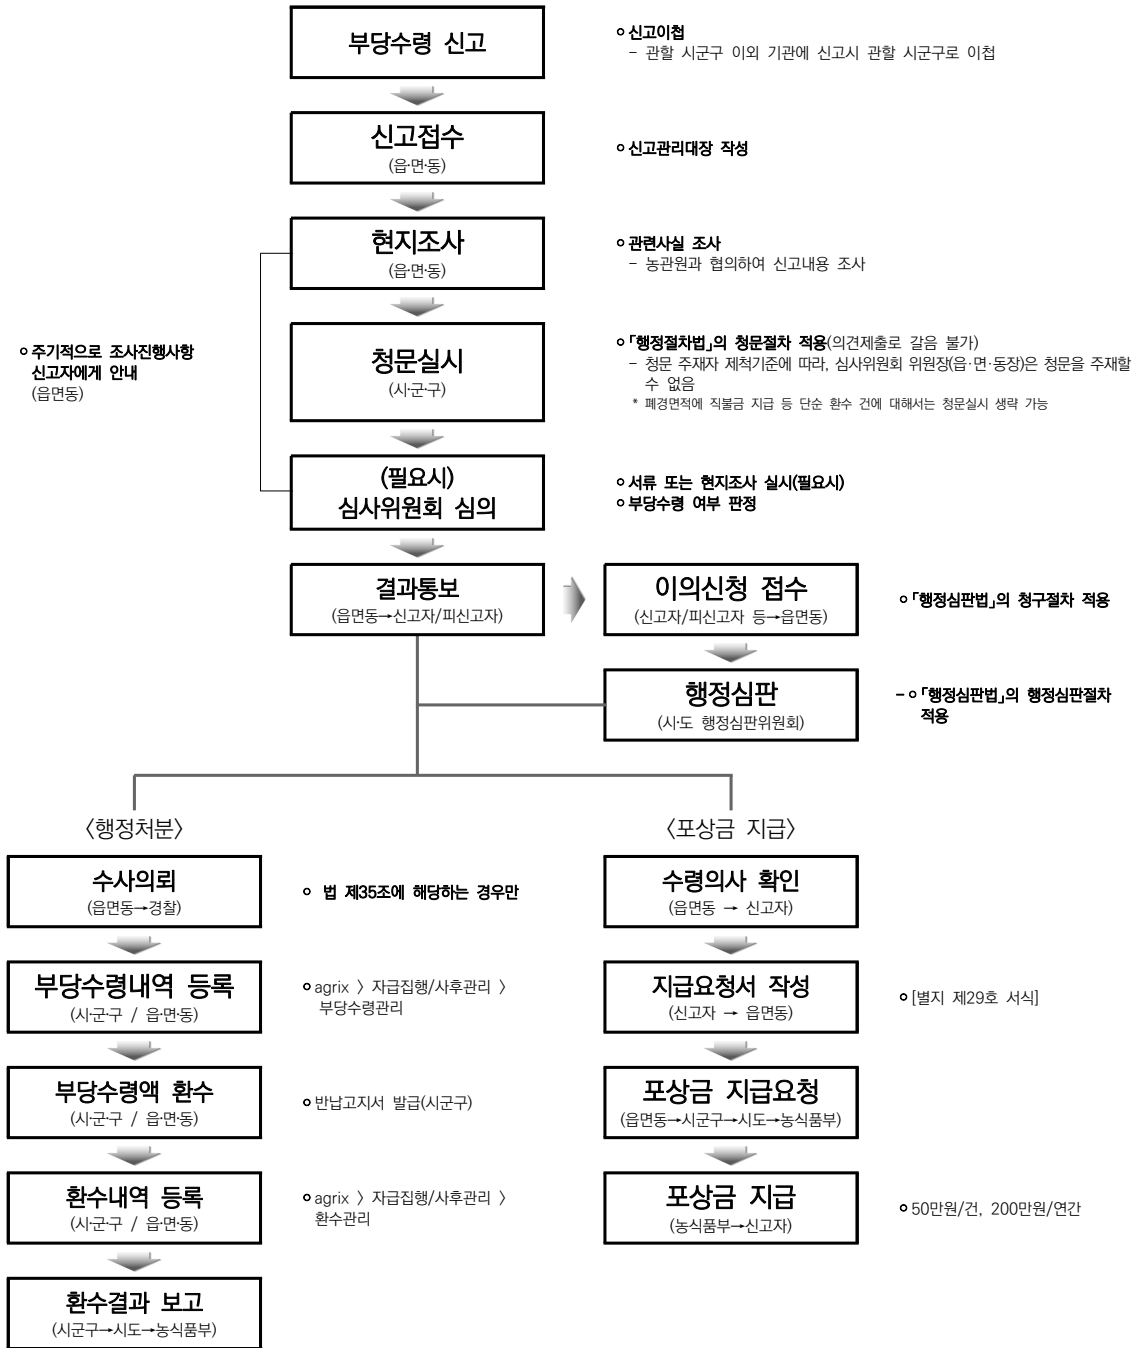 부당수령 신고
ㅇ신고이첩
- 관할 시군구 이외 기관에 신고시 관할 시군구로 이첩
신고접수
(읍·면·동)
ㅇ신고관리대장 작성
현지조사
(읍·면·동)
ㅇ관련사실 조사
- 농관원과 협의하여 신고내용 조사
ㅇ주기적으로 조사진행사항
신고자에게 안내
(읍면동)
청문실시
(시·군·구)
ㅇ「행정절차법」의 청문절차 적용(의견제출로 갈음 불가)
- 청문 주재자 제척기준에 따라, 심사위원회 위원장(읍·면·동장)은 청문을 주재할
수 없음
* 폐경면적에 직불금 지급 등 단순 환수 건에 대해서는 청문실시 생략 가능
(필요시)
심사위원회 심의
ㅇ서류 또는 현지조사 실시(필요시)
ㅇ부당수령 여부 판정
결과통보
(읍면동→신고자/피신고자)
이의신청 접수
(신고자/피신고자 등→읍면동)
ㅇ「행정심판법」의 청구절차 적용
행정심판
(시·도 행정심판위원회)
- ㅇ「행정심판법」의 행정심판절차
적용
〈행정처분〉
〈포상금 지급〉
수사의뢰
(읍면동→경찰)
ㅇ 법 제35조에 해당하는 경우만
수령의사 확인
(읍면동 → 신고자)
부당수령내역 등록
(시·군·구 / 읍·면·동)
ㅇagrix 〉 자금집행/사후관리 〉
부당수령관리
지급요청서 작성
(신고자 → 읍면동)
ㅇ[별지 제29호 서식]
부당수령액 환수
(시·군·구 / 읍·면·동)
ㅇ반납고지서 발급(시군구)
포상금 지급요청
(읍면동→시군구→시도→농식품부)
환수내역 등록
(시·군·구 / 읍·면·동)
ㅇagrix 〉 자금집행/사후관리 〉
환수관리
포상금 지급
(농식품부→신고자)
ㅇ50만원/건, 200만원/연간
환수결과 보고
(시군구→시도→농식품부)